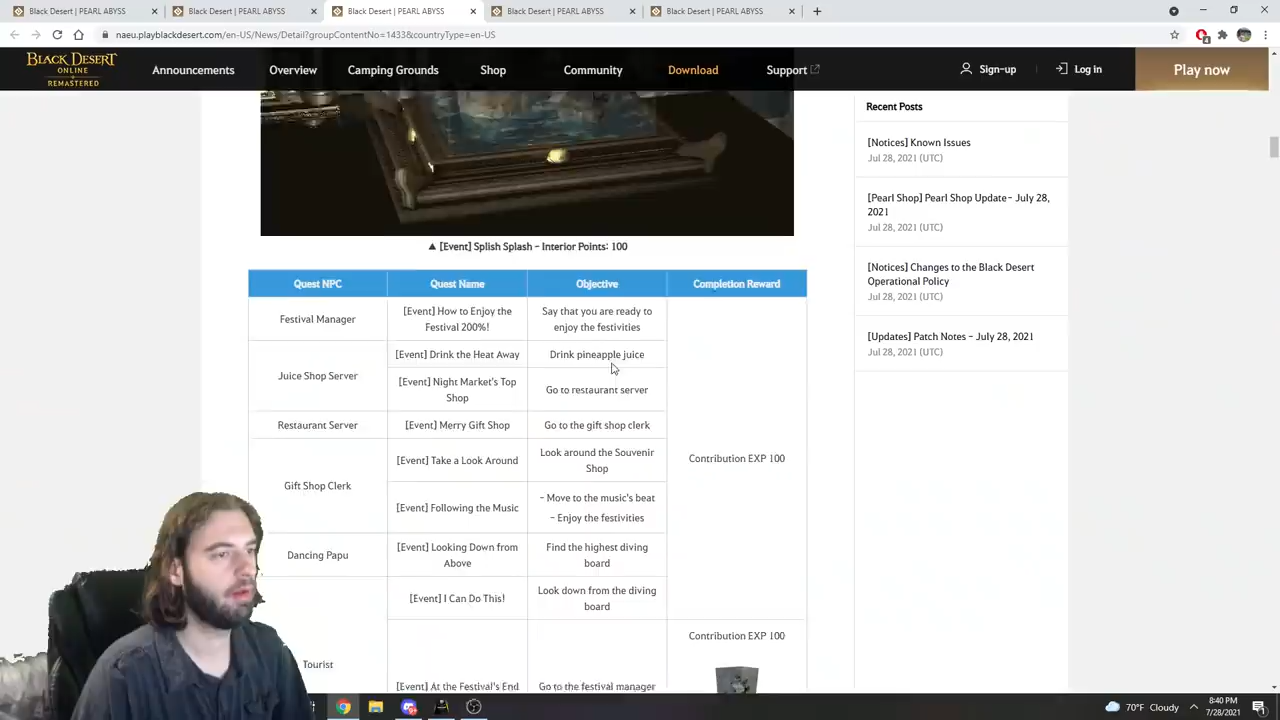 Black Desert | PEARL ABYSS
Black Desert | PEARL ABYSS
Black Desert | PEARL ABYSS
Black Desert | PEARL ABYSS
Black Desert | PEARL ABYSS
naeu.playblackdesert.com/en-US/News/Detail?groupContentNo=1433&countryType=en-US
BLACK DESERT
ONLINE
REMASTERED
Announcements
Overview
Camping Grounds
Shop
Community
Download
Support
Sign-up
Log in
Play now
▲ [Event] Splish Splash – Interior Points: 100
Quest NPC
Quest Name
Objective
Completion Reward
Festival Manager
[Event] How to Enjoy the
Festival 200%!
Say that you are ready to
enjoy the festivities
Juice Shop Server
[Event] Drink the Heat Away
Drink pineapple juice
[Event] Night Market's Top
Shop
Go to restaurant server
Restaurant Server
[Event] Merry Gift Shop
Go to the gift shop clerk
Gift Shop Clerk
[Event] Take a Look Around
Look around the Souvenir
Shop
[Event] Following the Music
– Move to the music's beat
– Enjoy the festivities
Dancing Papu
[Event] Looking Down from
Above
Find the highest diving
board
Tourist
[Event] I Can Do This!
Look down from the diving
board
Contribution EXP 100
[Event] At the Festival's End
Go to the festival manager
Contribution EXP 100
Recent Posts
[Notices] Known Issues
Jul 28, 2021 (UTC)
[Pearl Shop] Pearl Shop Update – July 28,
2021
Jul 28, 2021 (UTC)
[Notices] Changes to the Black Desert
Operational Policy
Jul 28, 2021 (UTC)
[Updates] Patch Notes – July 28, 2021
Jul 28, 2021 (UTC)
70°F Cloudy
8:40 PM
7/28/2021